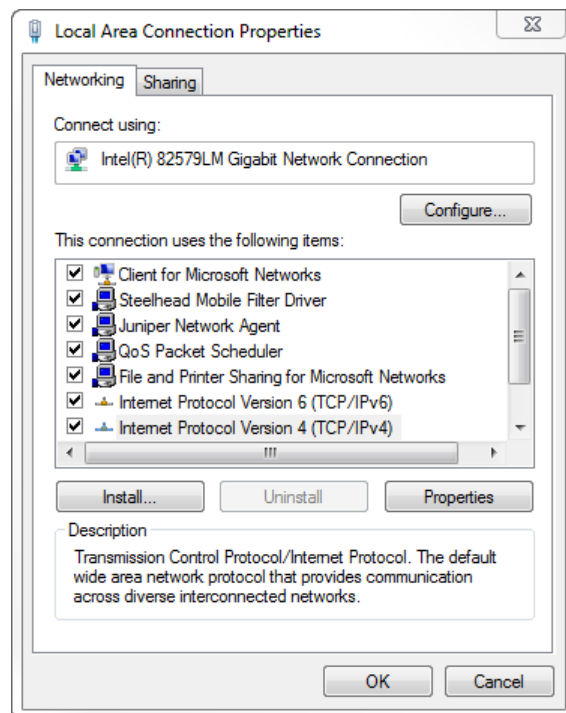 Local Area Connection Properties
Networking
Sharing
Connect using:
Intel(R) 82579LM Gigabit Network Connection
Configure...
This connection uses the following items:
Client for Microsoft Networks
Steelhead Mobile Filter Driver
Juniper Network Agent
QoS Packet Scheduler
File and Printer Sharing for Microsoft Networks
Internet Protocol Version 6 (TCP/IPv6)
Internet Protocol Version 4 (TCP/IPv4)
Install...
Uninstall
Properties
Description
Transmission Control Protocol/Internet Protocol. The default
wide area network protocol that provides communication
across diverse interconnected networks.
OK
Cancel